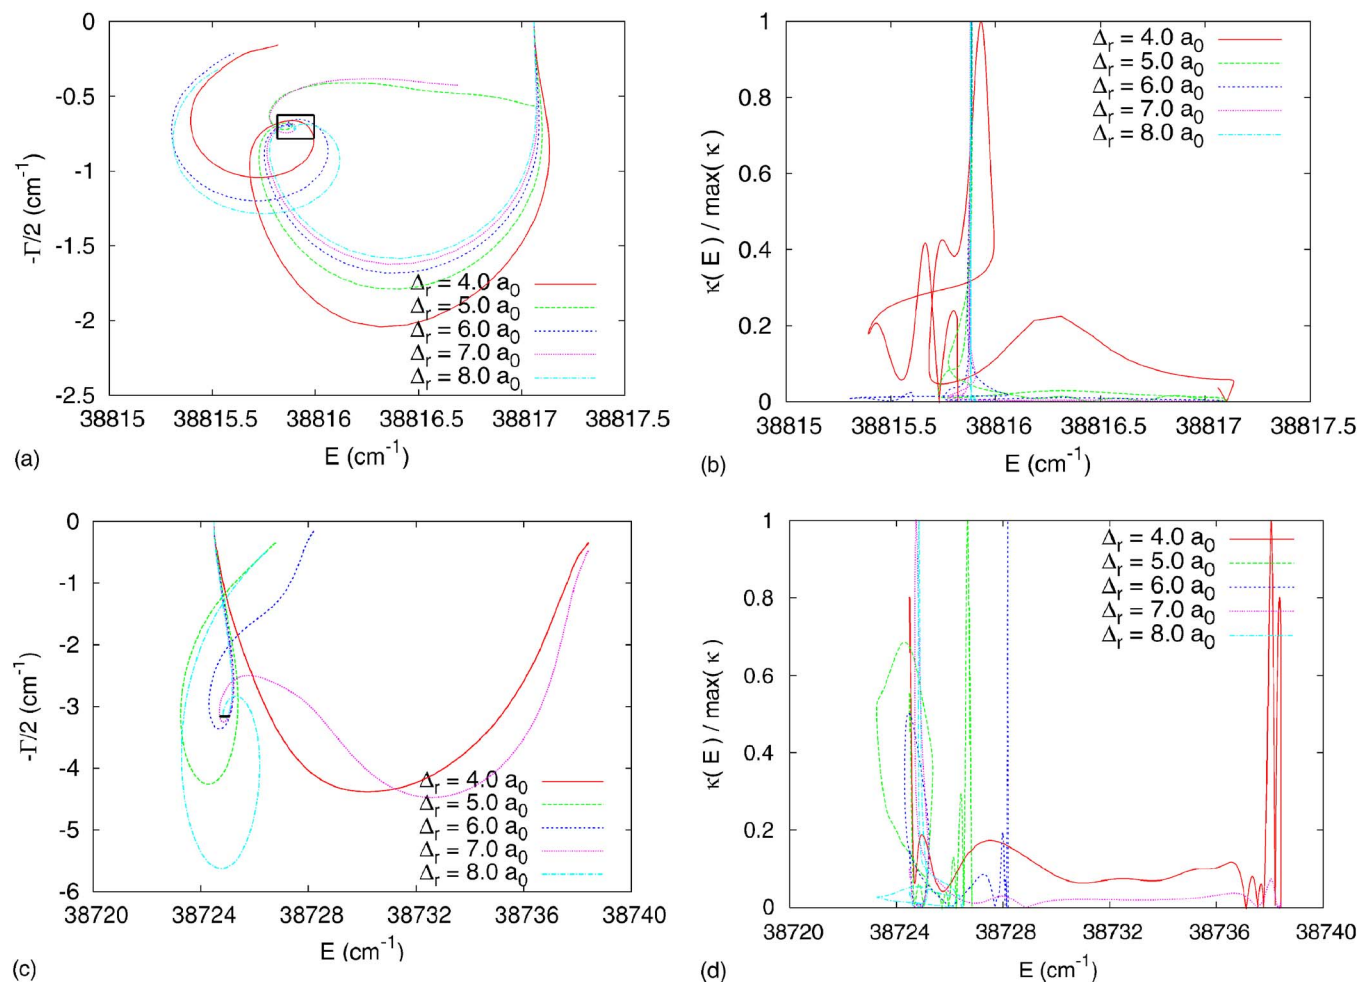 0
-0.5
-1
-1.5
-2
-2.5
-Γ/2 (cm⁻¹)
Δr = 4.0 a₀
Δr = 5.0 a₀
Δr = 6.0 a₀
Δr = 7.0 a₀
Δr = 8.0 a₀
38815 38815.5 38816 38816.5 38817 38817.5
E (cm⁻¹)
(a)
1
0.8
0.6
0.4
0.2
0
κ( E ) / max( κ )
Δr = 4.0 a₀
Δr = 5.0 a₀
Δr = 6.0 a₀
Δr = 7.0 a₀
Δr = 8.0 a₀
38815 38815.5 38816 38816.5 38817 38817.5
E (cm⁻¹)
(b)
0
-1
-2
-3
-4
-5
-6
-Γ/2 (cm⁻¹)
Δr = 4.0 a₀
Δr = 5.0 a₀
Δr = 6.0 a₀
Δr = 7.0 a₀
Δr = 8.0 a₀
38720 38724 38728 38732 38736 38740
E (cm⁻¹)
(c)
1
0.8
0.6
0.4
0.2
0
κ( E ) / max( κ )
Δr = 4.0 a₀
Δr = 5.0 a₀
Δr = 6.0 a₀
Δr = 7.0 a₀
Δr = 8.0 a₀
38720 38724 38728 38732 38736 38740
E (cm⁻¹)
(d)